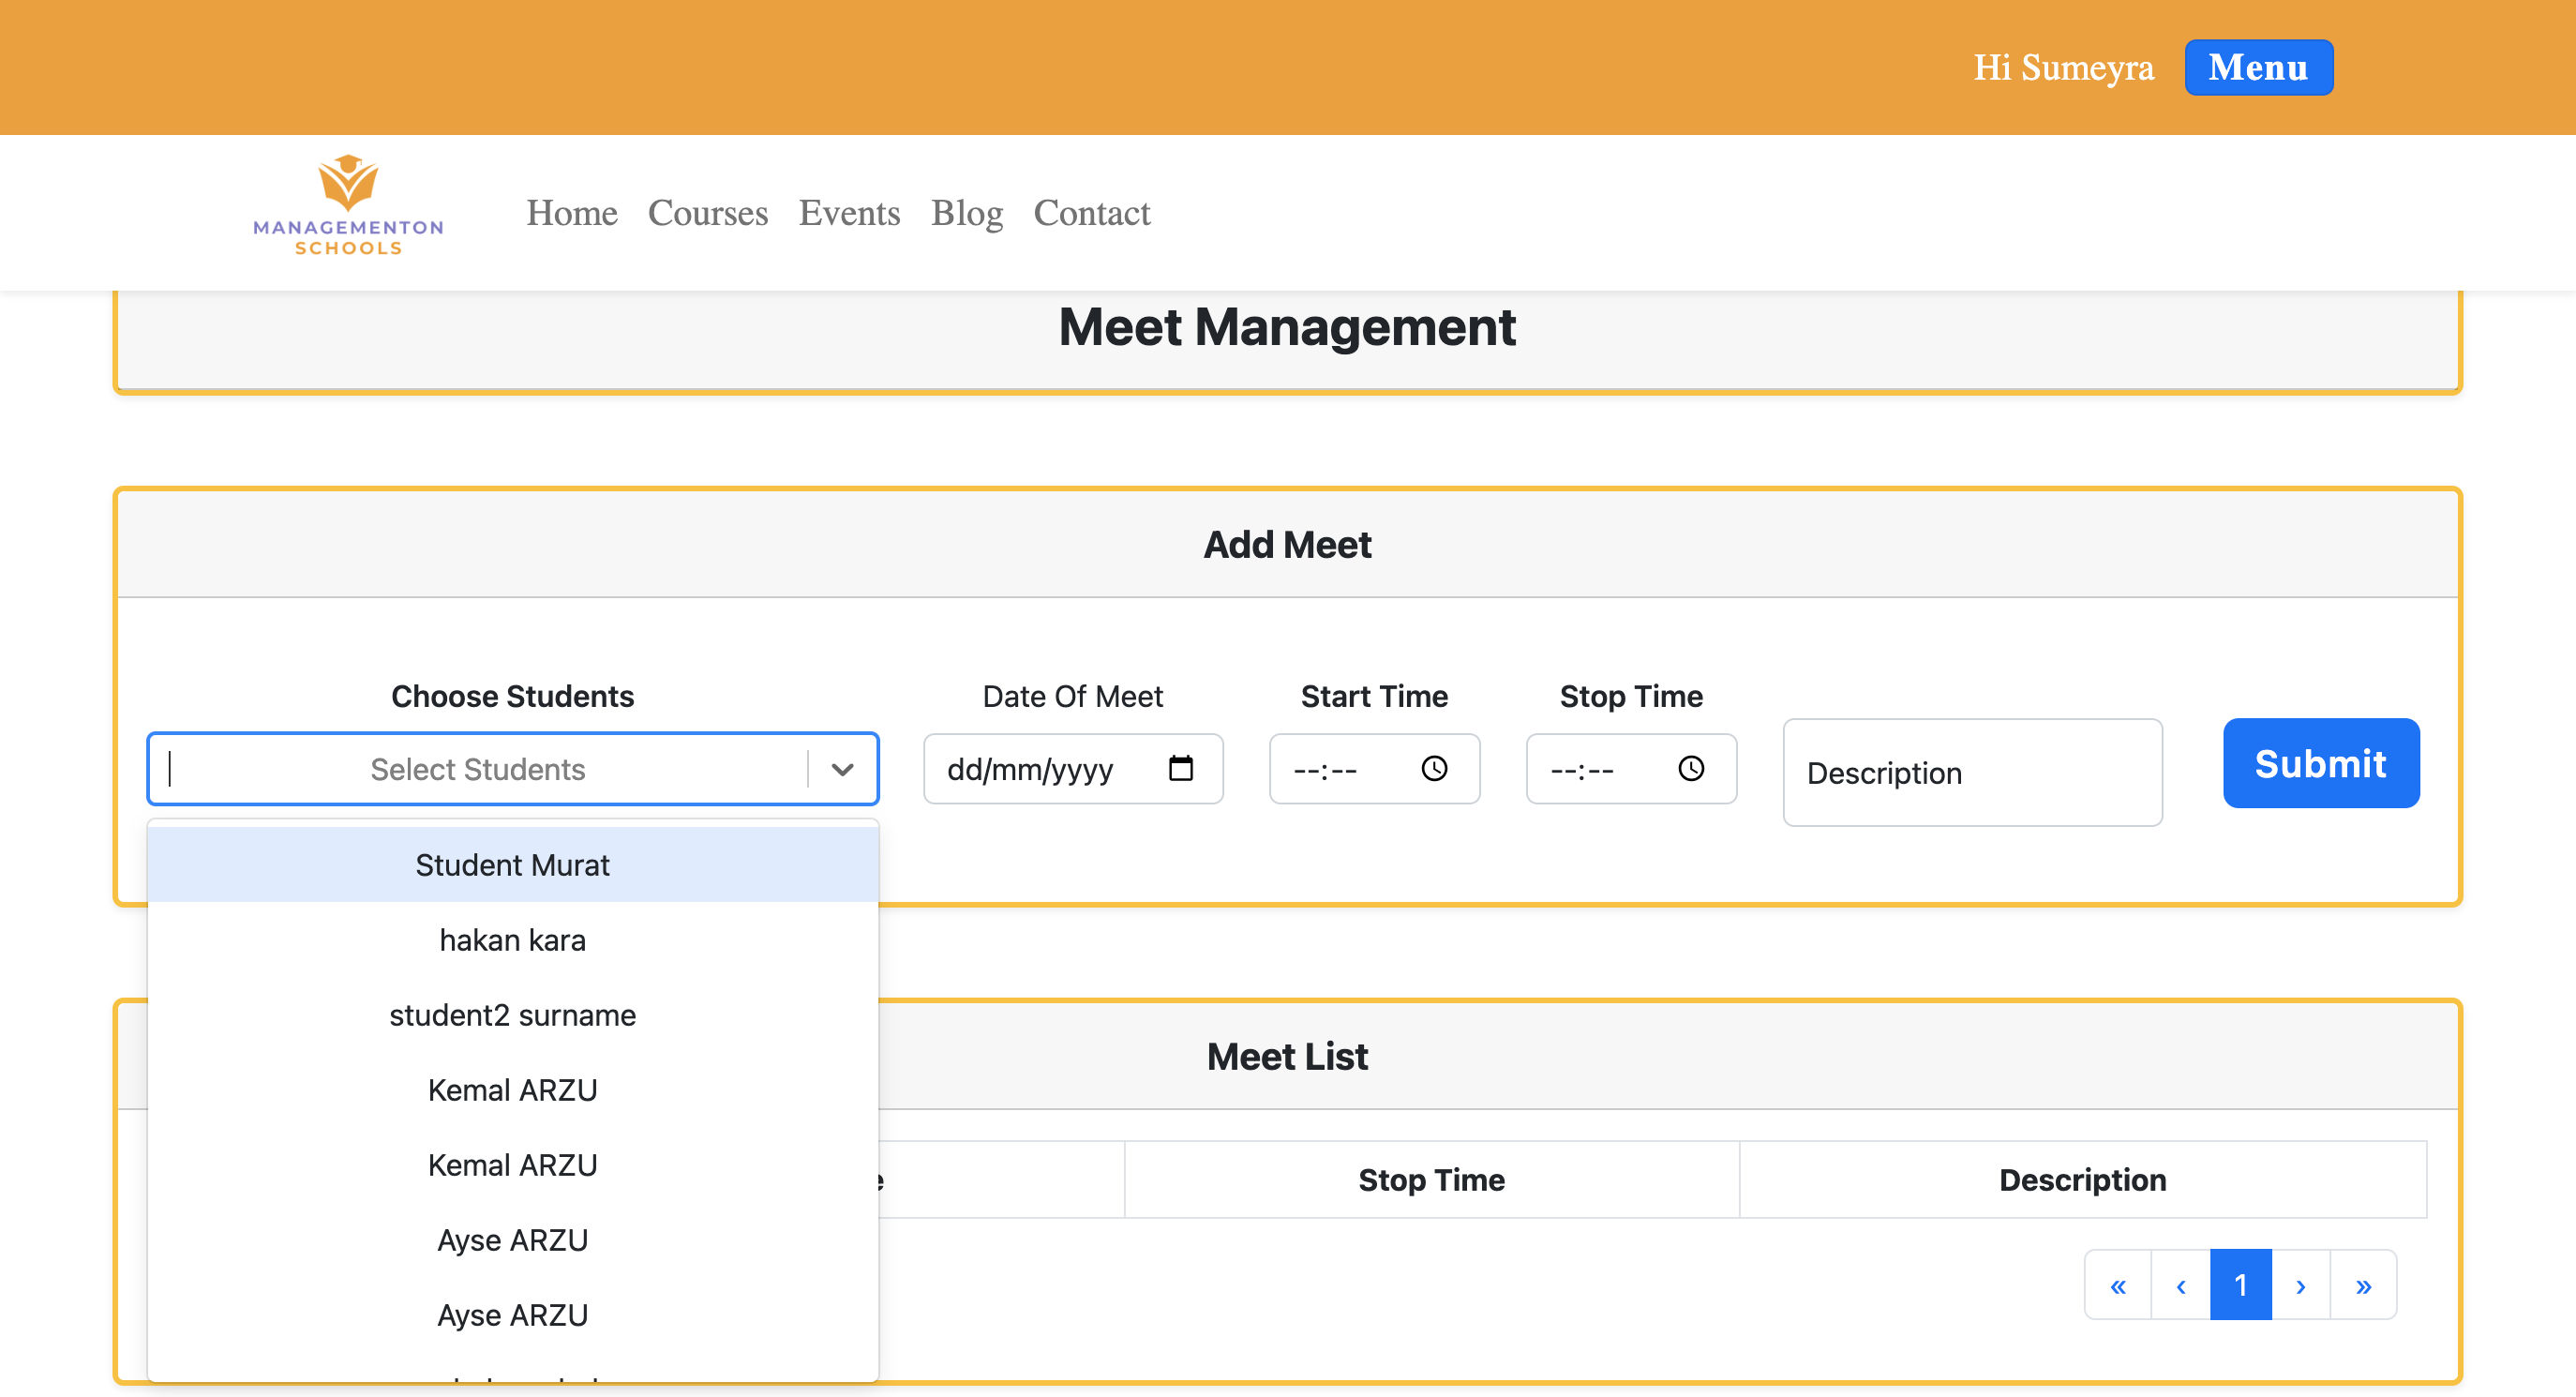 Hi Sumeyra Menu
MANAGEMENTON
SCHOOLS
Home Courses Events Blog Contact
Meet Management
Add Meet
Choose Students Date Of Meet Start Time Stop Time
Select Students dd/mm/yyyy --:-- --:-- Description Submit
Student Murat
hakan kara
student2 surname
Kemal ARZU
Kemal ARZU
Ayse ARZU
Ayse ARZU
Meet List
Stop Time Description
« ‹ 1 › »